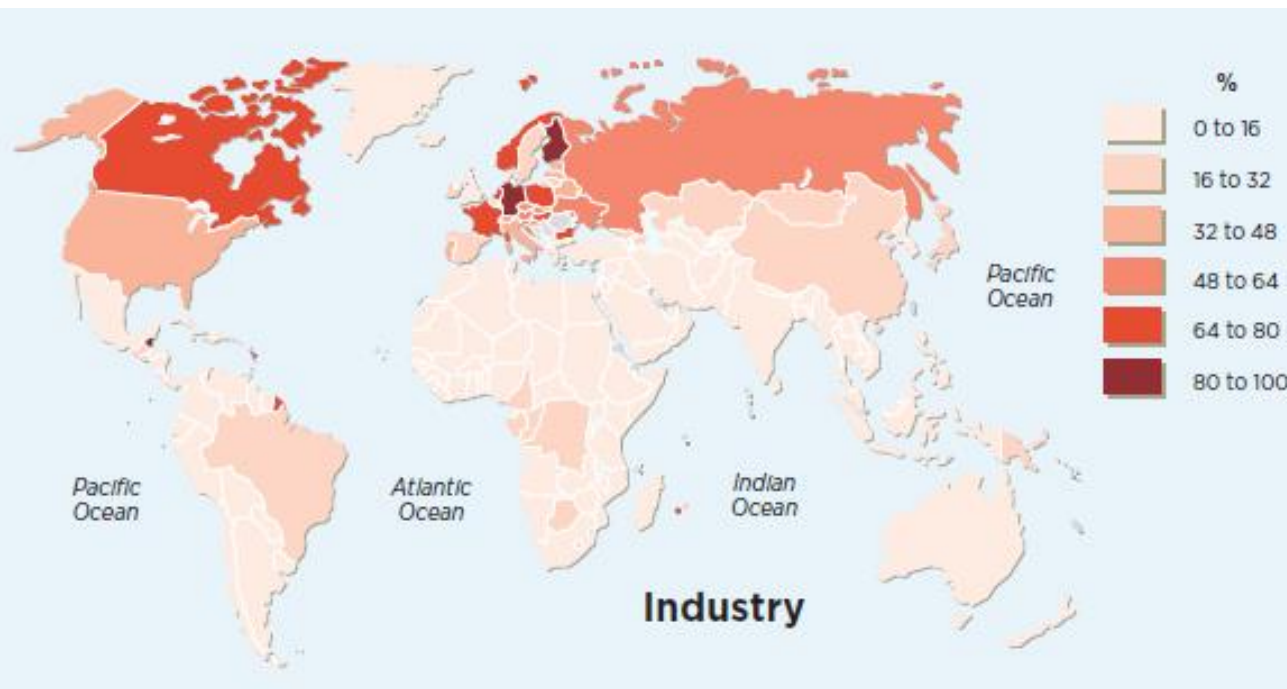 %
0 to 16
16 to 32
32 to 48
48 to 64
64 to 80
80 to 100
Pacific
Ocean
Pacific
Ocean
Atlantic
Ocean
Indian
Ocean
Industry